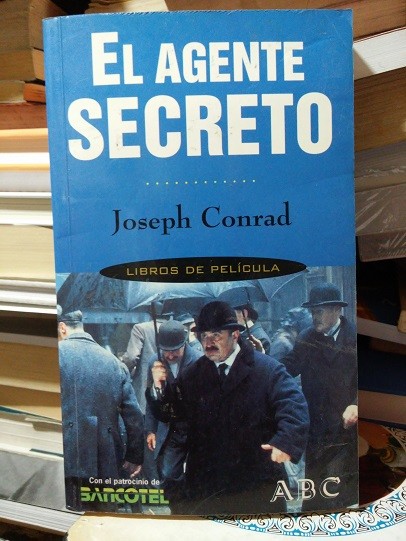 EL AGENTE
SECRETO
Joseph Conrad
LIBROS DE PELÍCULA
Con el patrocinio de
BARCOTEL
ABC